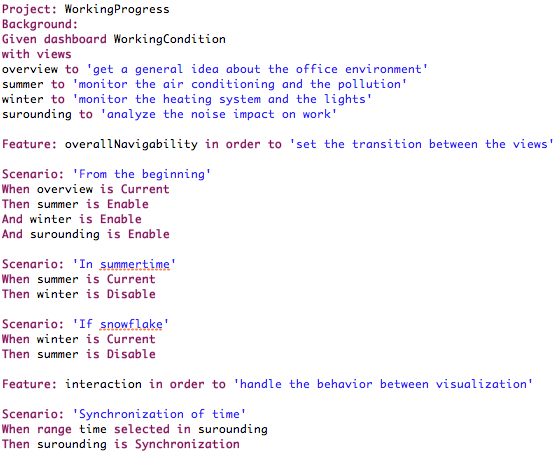 Project: WorkingProgress
Background:
Given dashboard WorkingCondition
with views
overview to 'get a general idea about the office environment'
summer to 'monitor the air conditioning and the pollution'
winter to 'monitor the heating system and the lights'
surounding to 'analyze the noise impact on work'
Feature: overallNavigability in order to 'set the transition between the views'
Scenario: 'From the beginning'
When overview is Current
Then summer is Enable
And winter is Enable
And surounding is Enable
Scenario: 'In summertime'
When summer is Current
Then winter is Disable
Scenario: 'If snowflake'
When winter is Current
Then summer is Disable
Feature: interaction in order to 'handle the behavior between visualization'
Scenario: 'Synchronization of time'
When range time selected in surounding
Then surounding is Synchronization